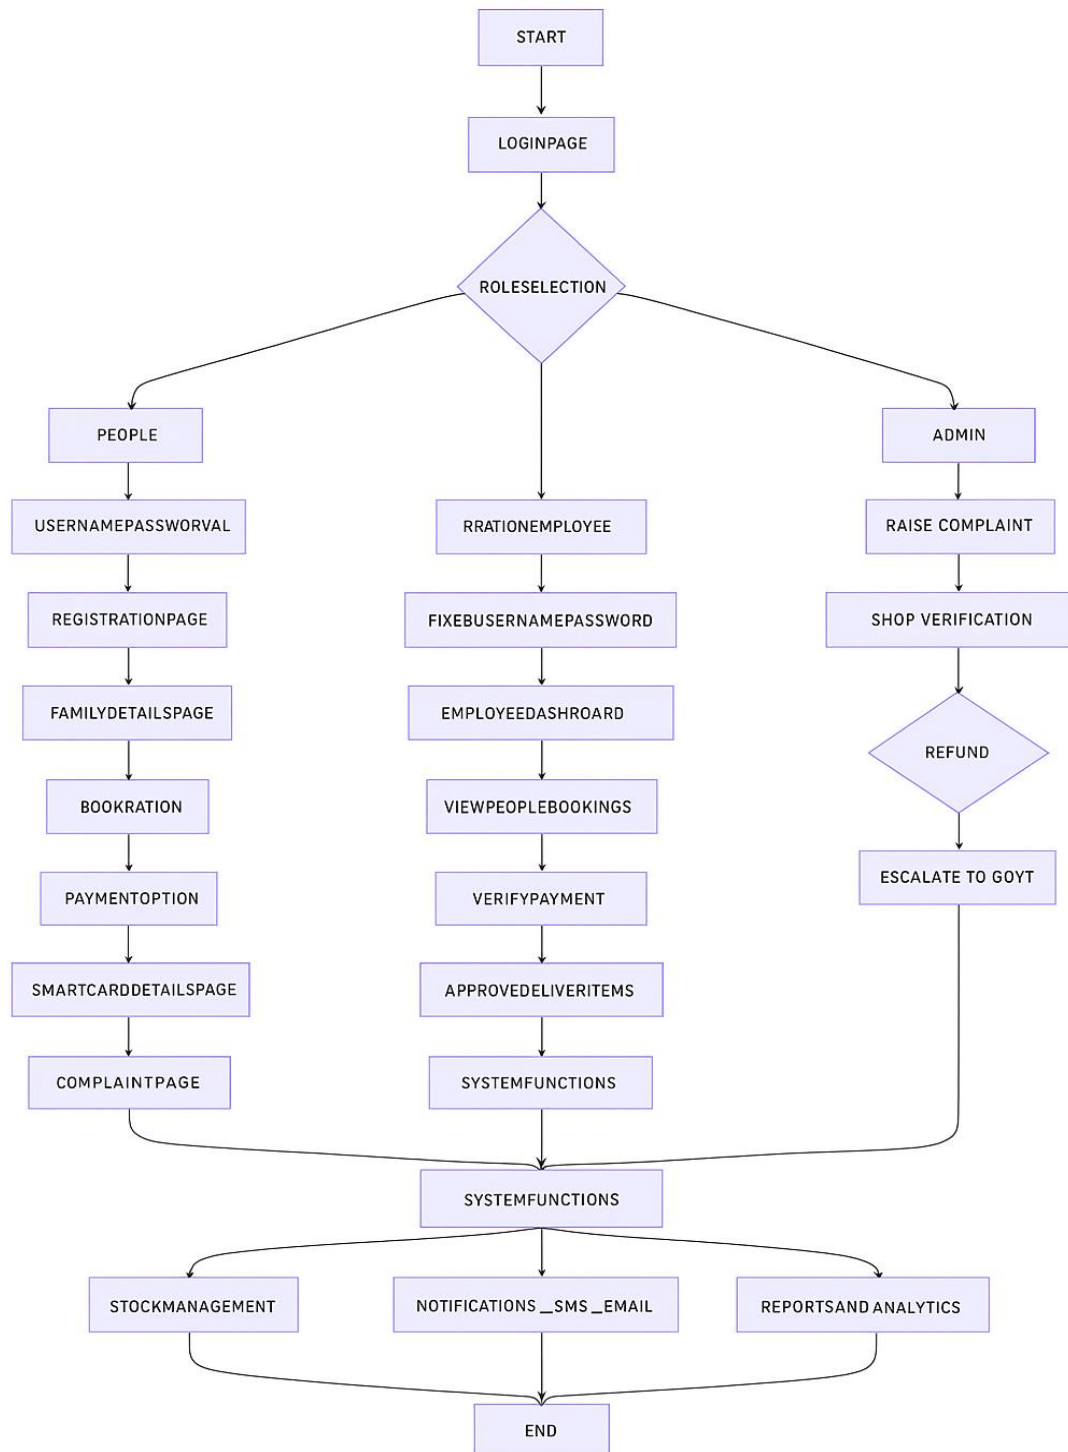 START
LOGINPAGE
ROLESELECTION
PEOPLE
ADMIN
USERNAMEPASSWORVAL
RRATIONEMPLOYEE
RAISE COMPLAINT
REGISTRATIONPAGE
FIXEBUSERNAMEPASSWORD
SHOP VERIFICATION
FAMILYDETAILSPAGE
EMPLOYEEDASHROARD
REFUND
BOOKRATION
VIEWPEOPLEBOOKINGS
PAYMENTOPTION
VERIFYPAYMENT
ESCALATE TO GOYT
SMARTCARDDETAILSPAGE
APPROVEDELIVERITEMS
COMPLAINTPAGE
SYSTEMFUNCTIONS
SYSTEMFUNCTIONS
STOCKMANAGEMENT
NOTIFICATIONS_SMS_EMAIL
REPORTSAND ANALYTICS
END